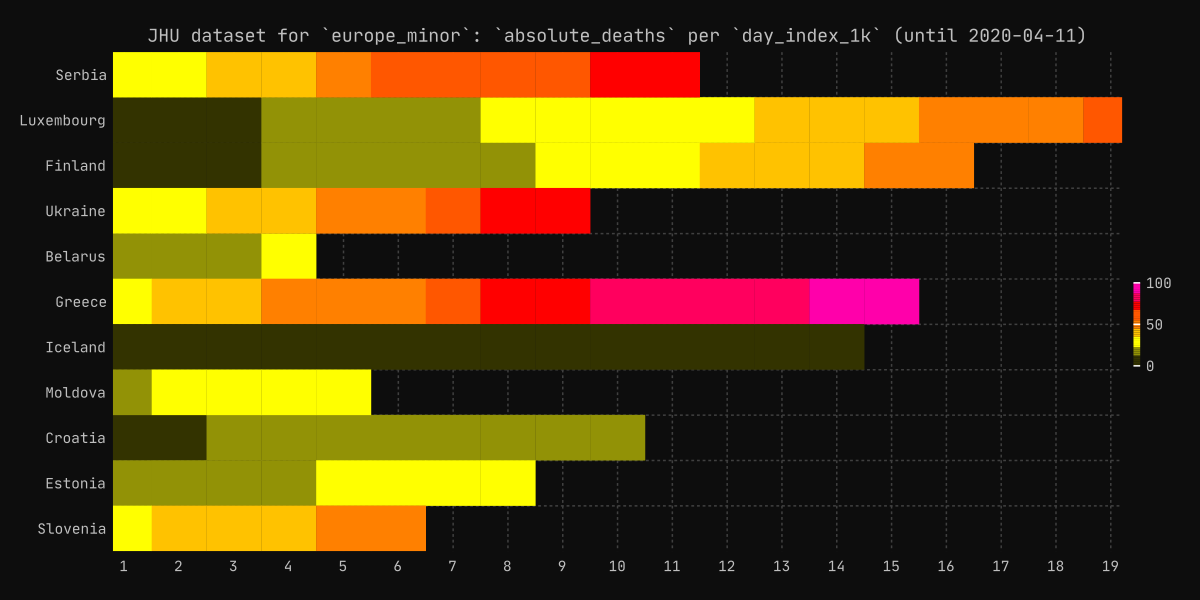 JHU dataset for `europe_minor`: `absolute_deaths` per `day_index_1k` (until 2020-04-11)
Serbia
Luxembourg
Finland
Ukraine
Belarus
Greece
Iceland
Moldova
Croatia
Estonia
Slovenia
100
50
0
1 2 3 4 5 6 7 8 9 10 11 12 13 14 15 16 17 18 19